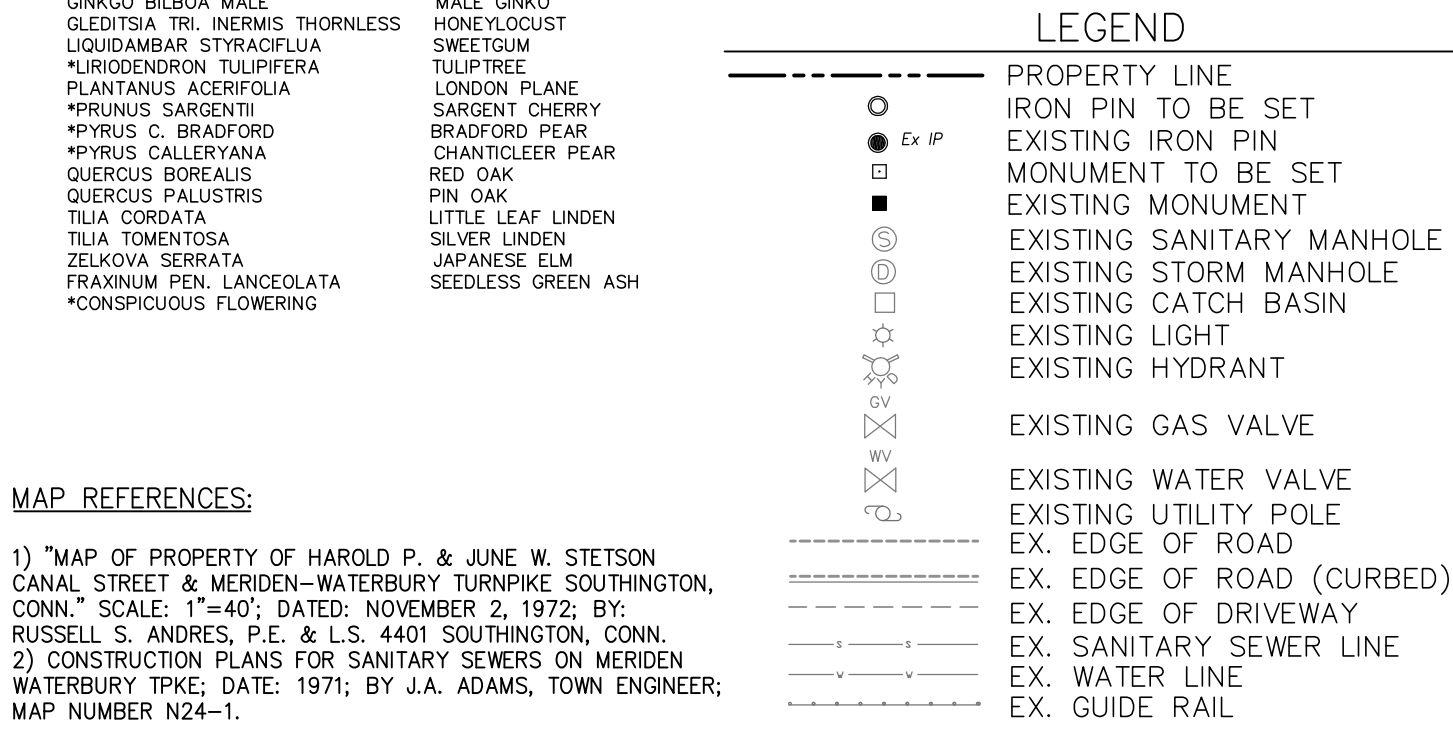 GINKGO BILBOA MALE MALE GINKO
GLEDITSIA TRI. INERMIS THORNLESS HONEYLOCUST
LIQUIDAMBAR STYRACIFLUA SWEETGUM
*LIRIODENDRON TULIPIFERA TULIPTREE
PLANTANUS ACERIFOLIA LONDON PLANE
*PRUNUS SARGENTII SARGENT CHERRY
*PYRUS C. BRADFORD BRADFORD PEAR
*PYRUS CALLERYANA CHANTICLEER PEAR
QUERCUS BOREALIS RED OAK
QUERCUS PALUSTRIS PIN OAK
TILIA CORDATA LITTLE LEAF LINDEN
TILIA TOMENTOSA SILVER LINDEN
ZELKOVA SERRATA JAPANESE ELM
FRAXINUM PEN. LANCEOLATA SEEDLESS GREEN ASH
*CONSPICUOUS FLOWERING
MAP REFERENCES:
1) "MAP OF PROPERTY OF HAROLD P. & JUNE W. STETSON
CANAL STREET & MERIDEN-WATERBURY TURNPIKE SOUTHINGTON,
CONN." SCALE: 1"=40'; DATED: NOVEMBER 2, 1972; BY:
RUSSELL S. ANDRES, P.E. & L.S. 4401 SOUTHINGTON, CONN.
2) CONSTRUCTION PLANS FOR SANITARY SEWERS ON MERIDEN
WATERBURY TPKE; DATE: 1971; BY J.A. ADAMS, TOWN ENGINEER;
MAP NUMBER N24-1.
LEGEND
PROPERTY LINE
IRON PIN TO BE SET
Ex IP EXISTING IRON PIN
MONUMENT TO BE SET
EXISTING MONUMENT
S EXISTING SANITARY MANHOLE
D EXISTING STORM MANHOLE
EXISTING CATCH BASIN
EXISTING LIGHT
HYD EXISTING HYDRANT
GV
EXISTING GAS VALVE
WV
EXISTING WATER VALVE
EXISTING UTILITY POLE
EX. EDGE OF ROAD
EX. EDGE OF ROAD (CURBED)
EX. EDGE OF DRIVEWAY
S S EX. SANITARY SEWER LINE
W W EX. WATER LINE
EX. GUIDE RAIL